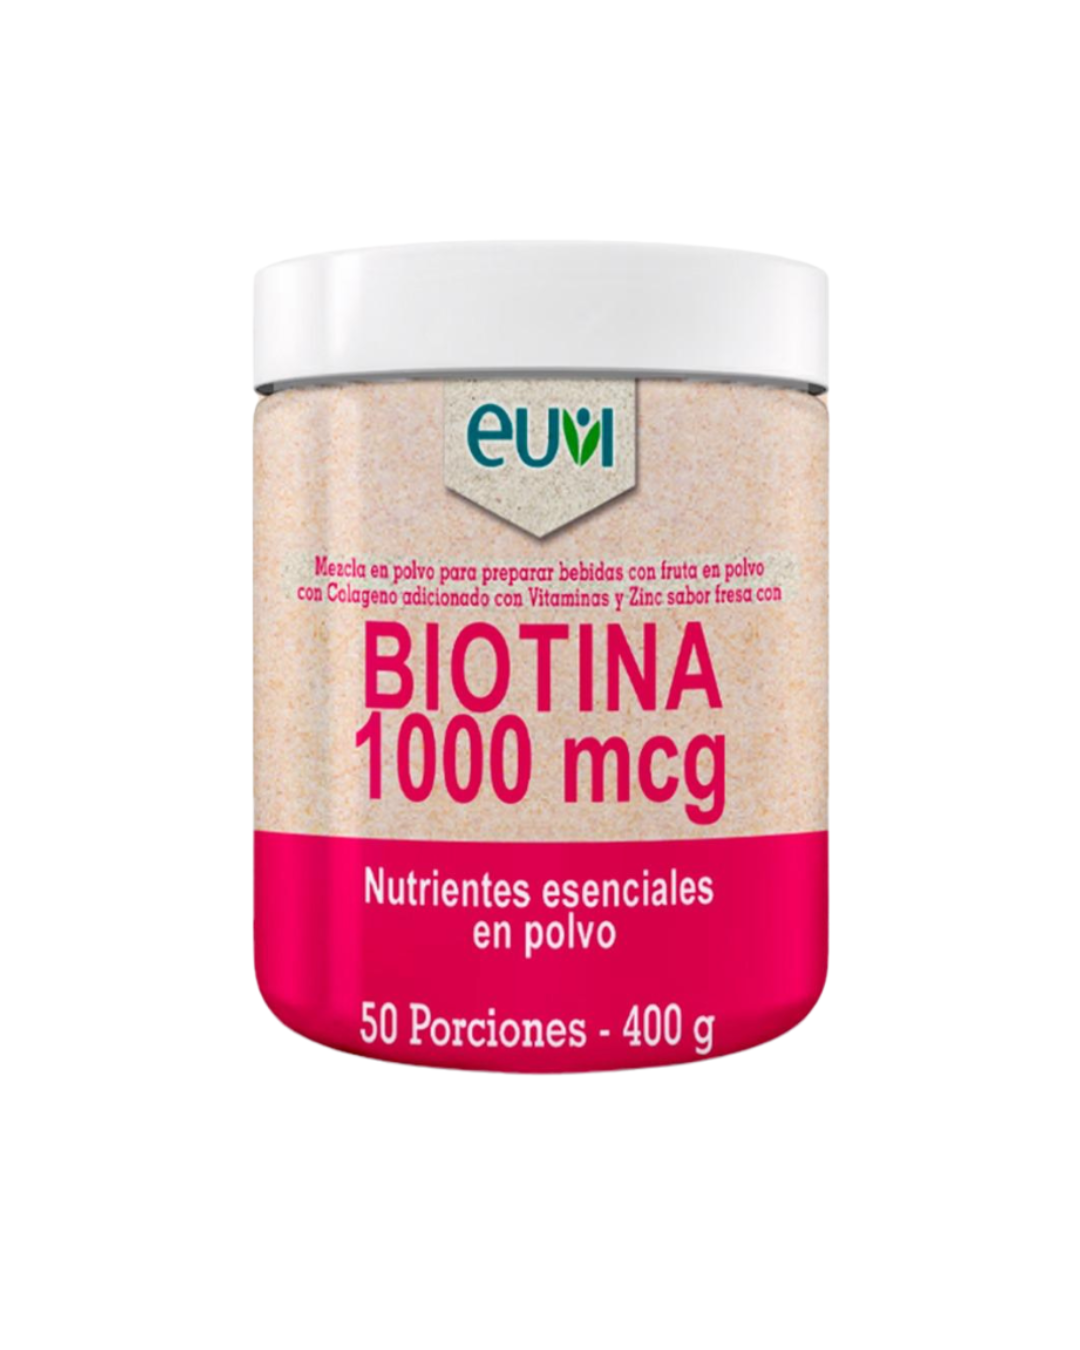 euvi
Mezcla en polvo para preparar bebidas con fruta en polvo
con Colageno adicionado con Vitaminas y Zinc sabor fresa con
BIOTINA
1000 mcg
Nutrientes esenciales
en polvo
50 Porciones - 400 g